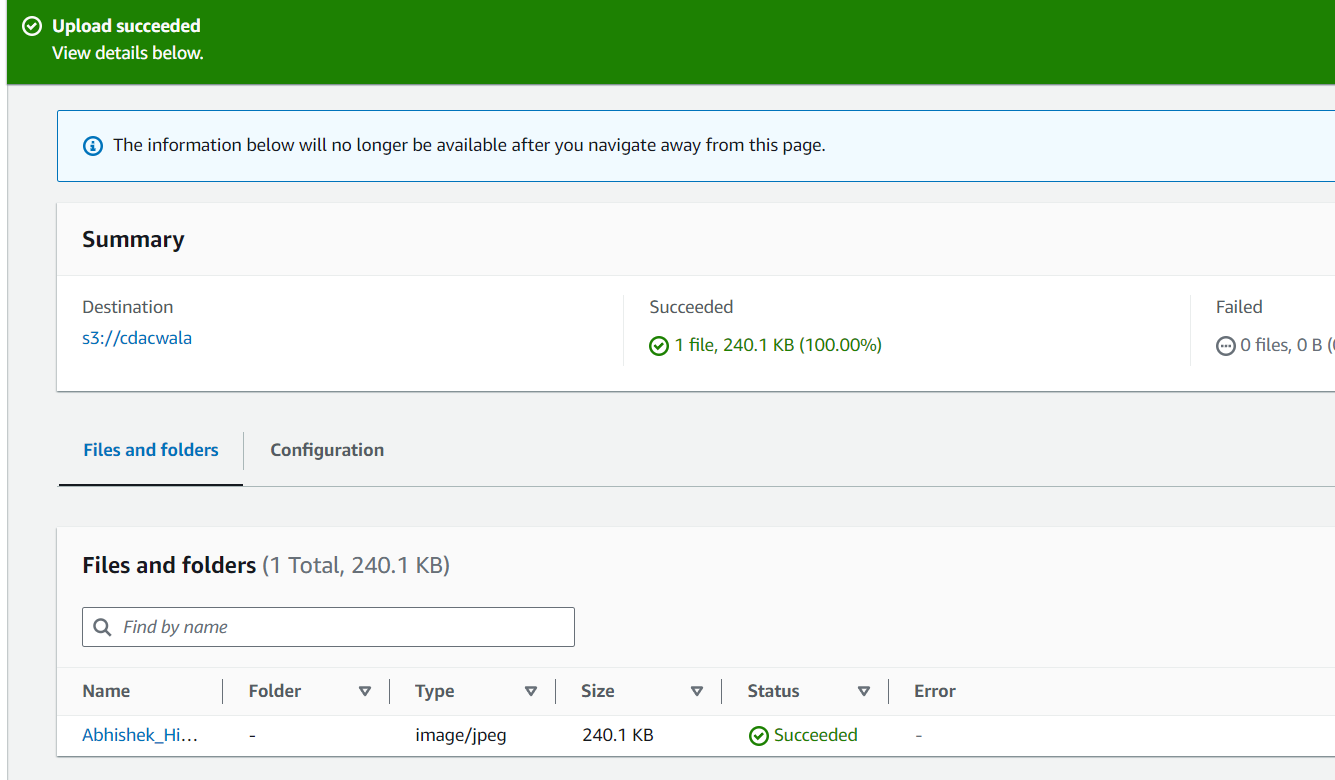 Upload succeeded
View details below.
The information below will no longer be available after you navigate away from this page.
Summary
Destination
s3://cdacwala
Succeeded
1 file, 240.1 KB (100.00%)
Failed
0 files, 0 B (
Files and folders
Configuration
Files and folders (1 Total, 240.1 KB)
Find by name
Name Folder Type Size Status Error
Abhishek_Hi... - image/jpeg 240.1 KB Succeeded -